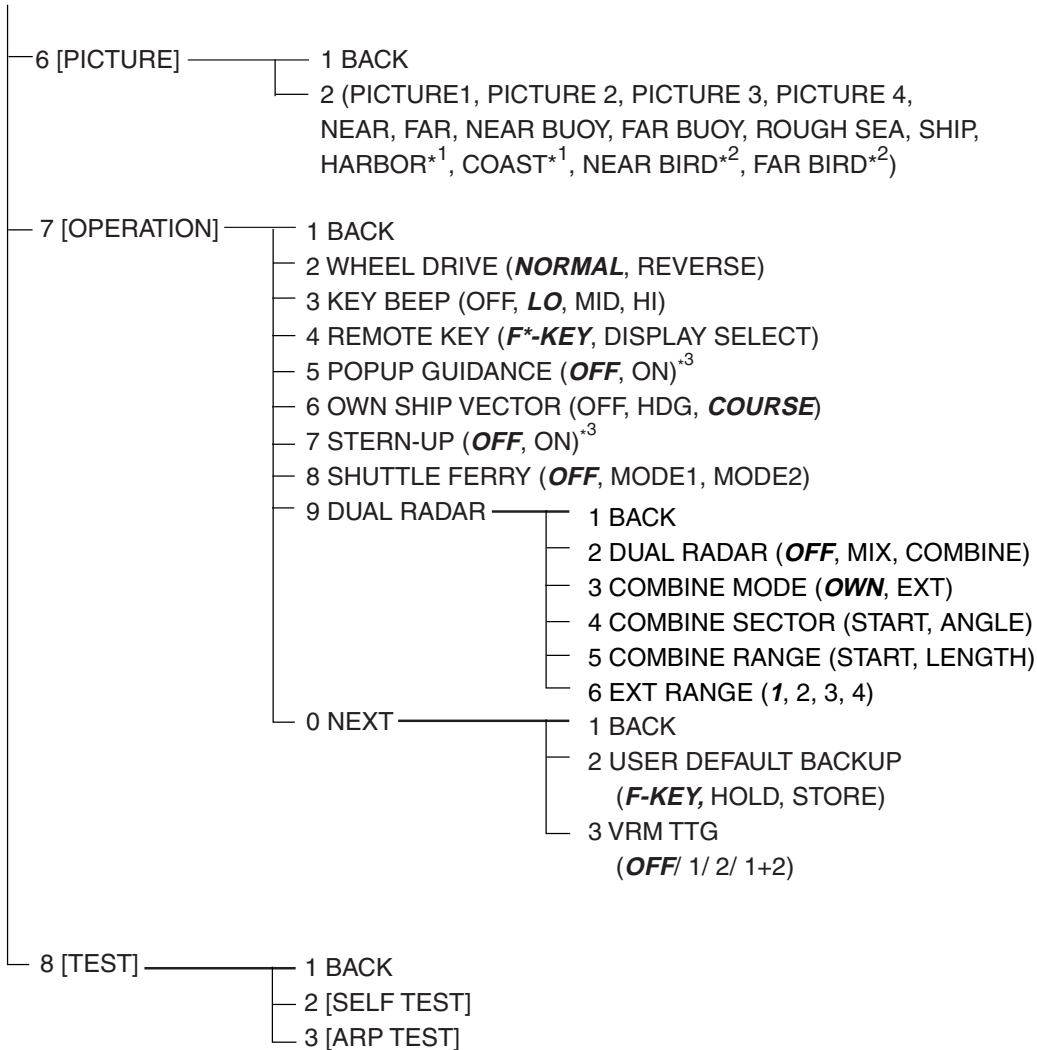 6 [PICTURE]
1 BACK
2 (PICTURE1, PICTURE 2, PICTURE 3, PICTURE 4,
NEAR, FAR, NEAR BUOY, FAR BUOY, ROUGH SEA, SHIP,
HARBOR*1, COAST*1, NEAR BIRD*2, FAR BIRD*2)
7 [OPERATION]
1 BACK
2 WHEEL DRIVE (NORMAL, REVERSE)
3 KEY BEEP (OFF, LO, MID, HI)
4 REMOTE KEY (F*-KEY, DISPLAY SELECT)
5 POPUP GUIDANCE (OFF, ON)*3
6 OWN SHIP VECTOR (OFF, HDG, COURSE)
7 STERN-UP (OFF, ON)*3
8 SHUTTLE FERRY (OFF, MODE1, MODE2)
9 DUAL RADAR
1 BACK
2 DUAL RADAR (OFF, MIX, COMBINE)
3 COMBINE MODE (OWN, EXT)
4 COMBINE SECTOR (START, ANGLE)
5 COMBINE RANGE (START, LENGTH)
6 EXT RANGE (1, 2, 3, 4)
0 NEXT
1 BACK
2 USER DEFAULT BACKUP
(F-KEY, HOLD, STORE)
3 VRM TTG
(OFF/ 1/ 2/ 1+2)
8 [TEST]
1 BACK
2 [SELF TEST]
3 [ARP TEST]